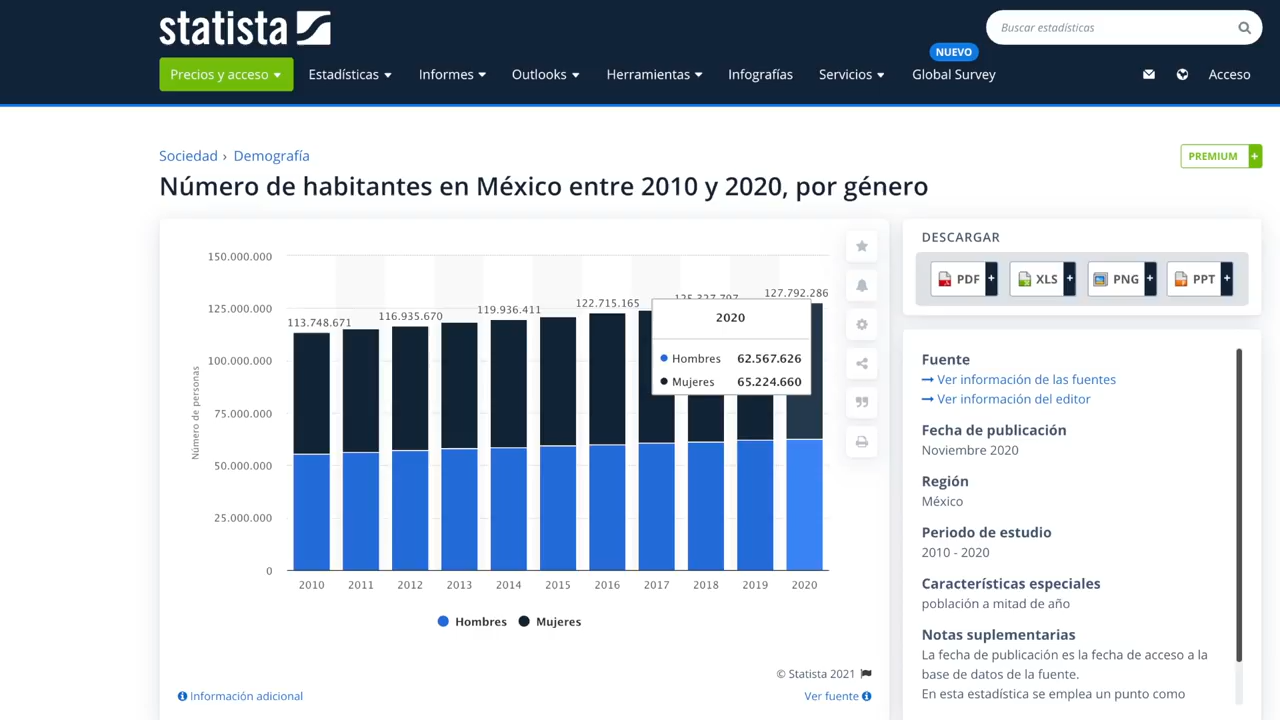 statista
Buscar estadísticas
NUEVO
Precios y acceso
Estadísticas
Informes
Outlooks
Herramientas
Infografías
Servicios
Global Survey
Acceso
Sociedad › Demografía
PREMIUM +
Número de habitantes en México entre 2010 y 2020, por género
150.000.000
125.000.000
100.000.000
75.000.000
50.000.000
25.000.000
0
Número de personas
113.748.671
116.935.670
119.936.411
122.715.165
125.327.797
127.792.286
2020
Hombres 62.567.626
Mujeres 65.224.660
2010 2011 2012 2013 2014 2015 2016 2017 2018 2019 2020
Hombres Mujeres
© Statista 2021
Información adicional
Ver fuente
DESCARGAR
PDF + XLS + PNG + PPT +
Fuente
→ Ver información de las fuentes
→ Ver información del editor
Fecha de publicación
Noviembre 2020
Región
México
Periodo de estudio
2010 - 2020
Características especiales
población a mitad de año
Notas suplementarias
La fecha de publicación es la fecha de acceso a la
base de datos de la fuente.
En esta estadística se emplea un punto como